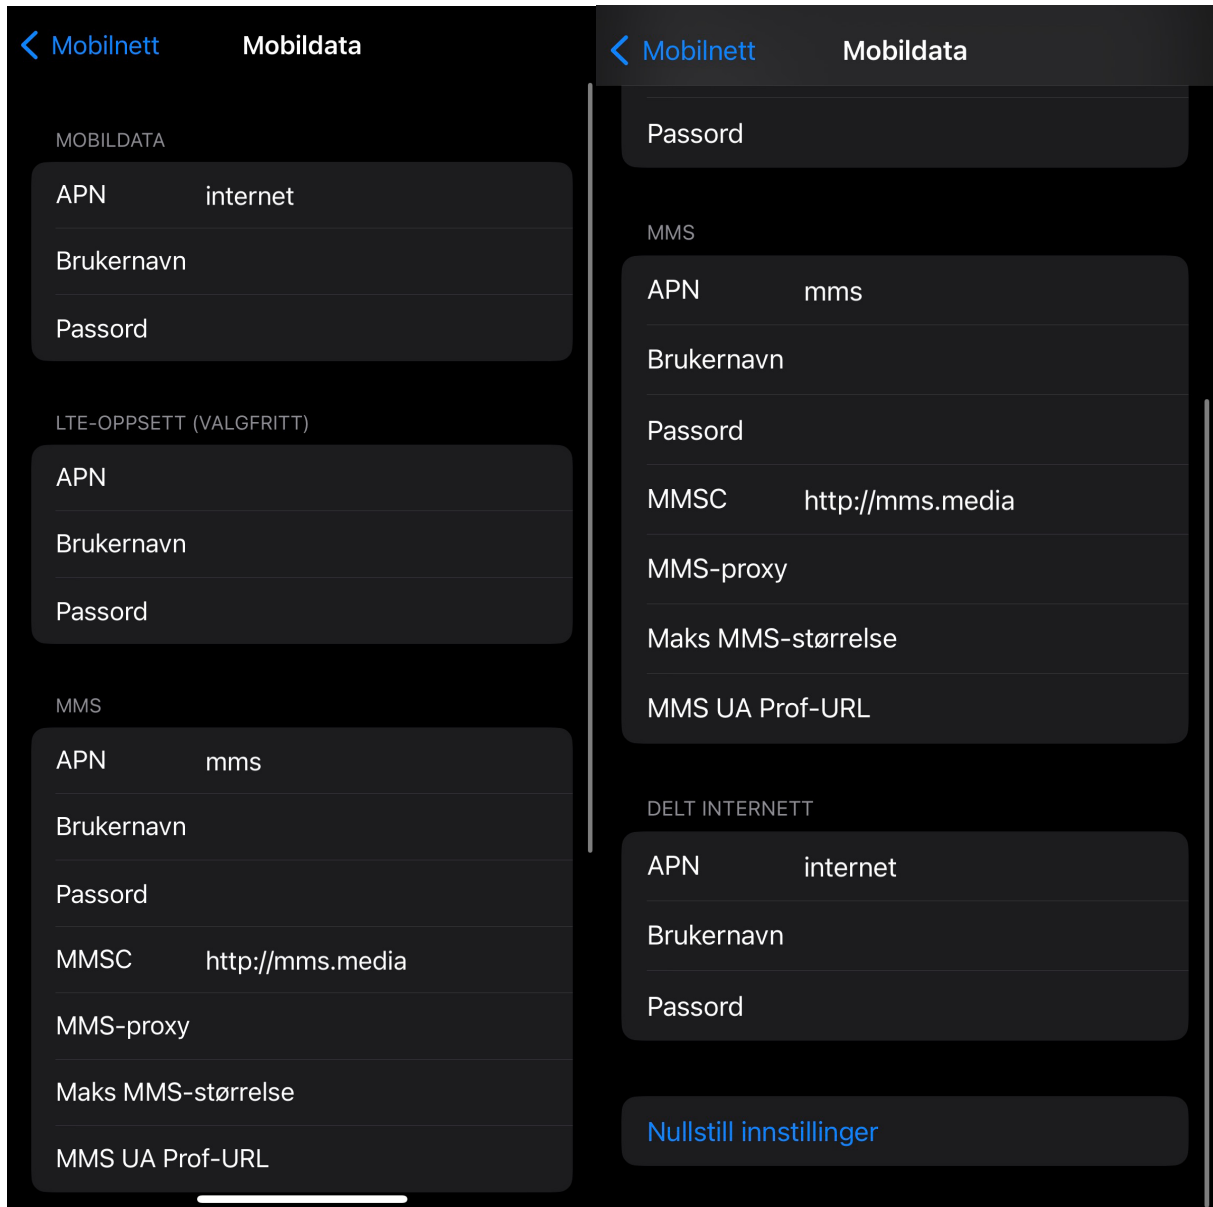 Mobilnett Mobildata
MOBILDATA
APN internet
Brukernavn
Passord
LTE-OPPSETT (VALGFRITT)
APN
Brukernavn
Passord
MMS
APN mms
Brukernavn
Passord
MMSC http://mms.media
MMS-proxy
Maks MMS-størrelse
MMS UA Prof-URL
Mobilnett Mobildata
Passord
MMS
APN mms
Brukernavn
Passord
MMSC http://mms.media
MMS-proxy
Maks MMS-størrelse
MMS UA Prof-URL
DELT INTERNETT
APN internet
Brukernavn
Passord
Nullstill innstillinger